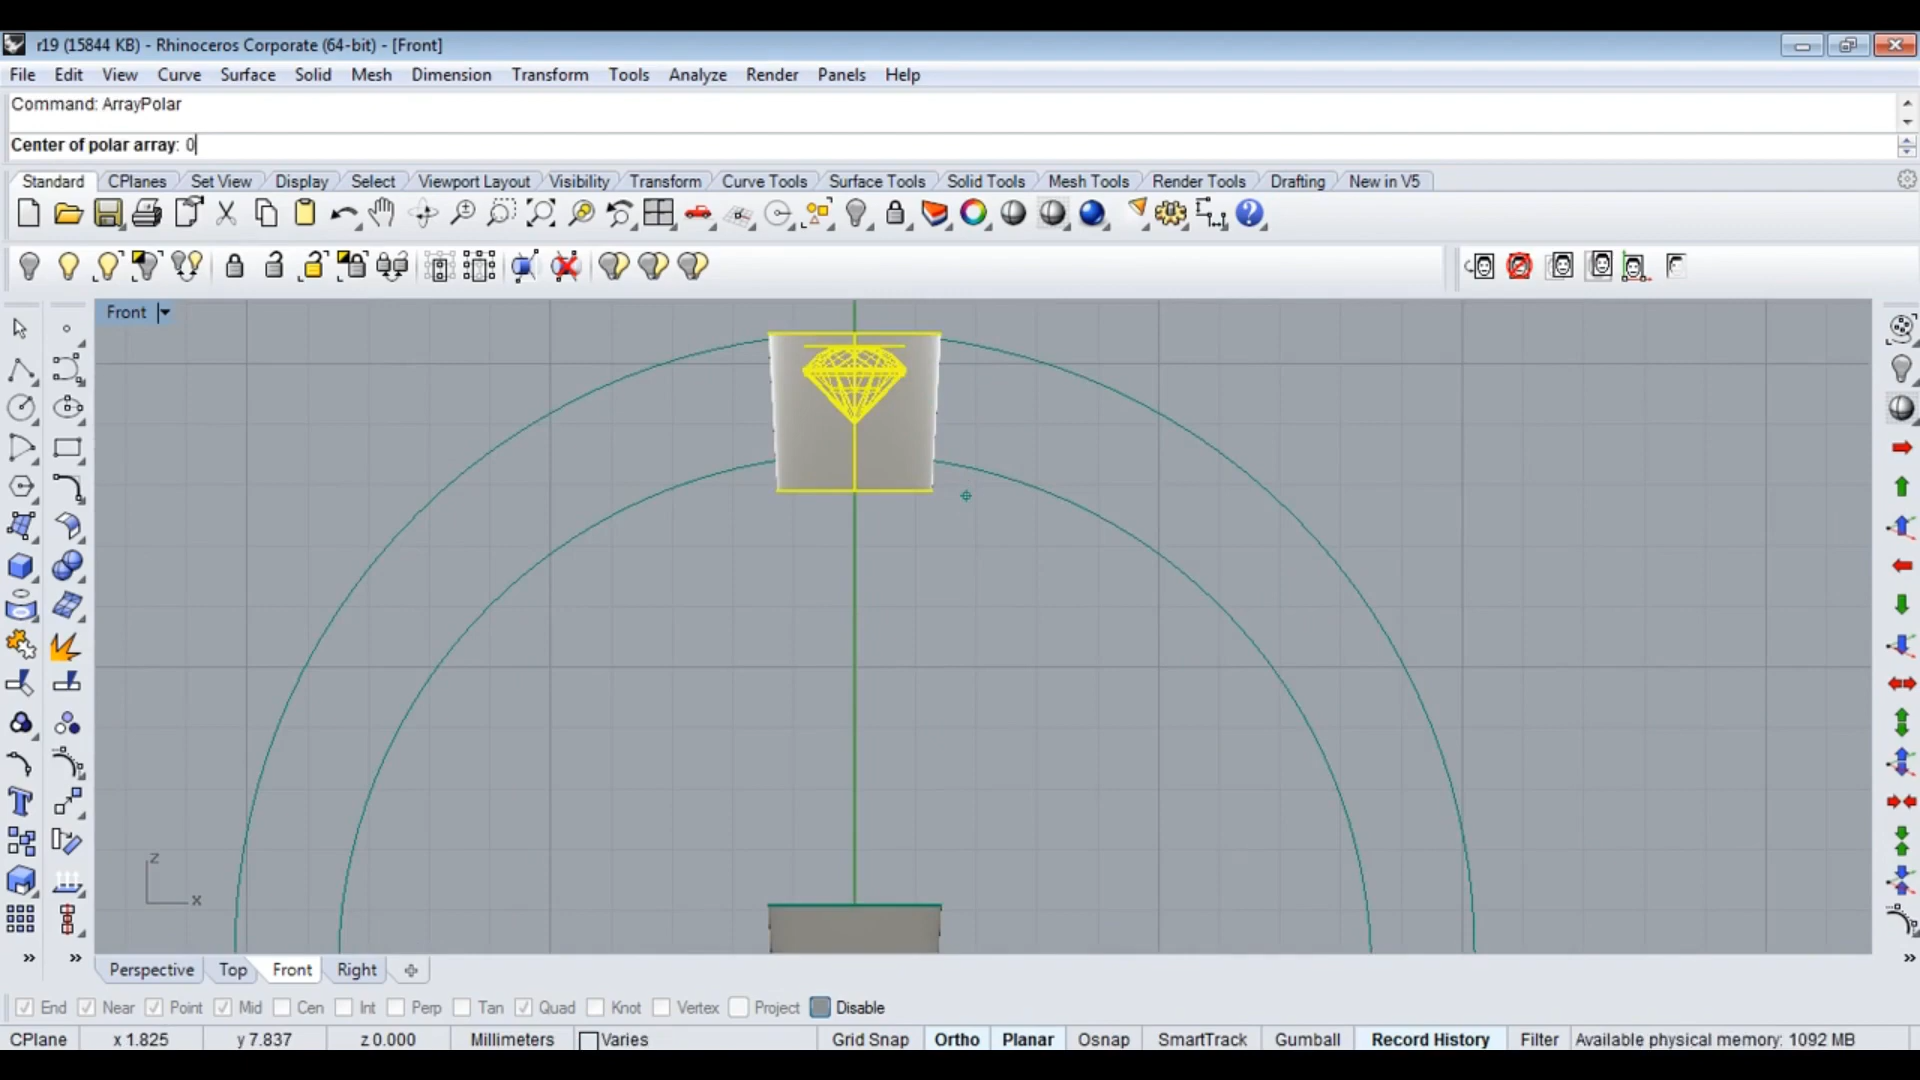 r19 (15844 KB) - Rhinoceros Corporate (64-bit) - [Front]
File Edit View Curve Surface Solid Mesh Dimension Transform Tools Analyze Render Panels Help
Command: ArrayPolar
Center of polar array: 0
Standard CPlanes Set View Display Select Viewport Layout Visibility Transform Curve Tools Surface Tools Solid Tools Mesh Tools Render Tools Drafting New in V5
Front
z
x
Perspective Top Front Right
End Near Point Mid Cen Int Perp Tan Quad Knot Vertex Project Disable
CPlane x 1.825 y 7.837 z 0.000 Millimeters Varies Grid Snap Ortho Planar Osnap SmartTrack Gumball Record History Filter Available physical memory: 1092 MB